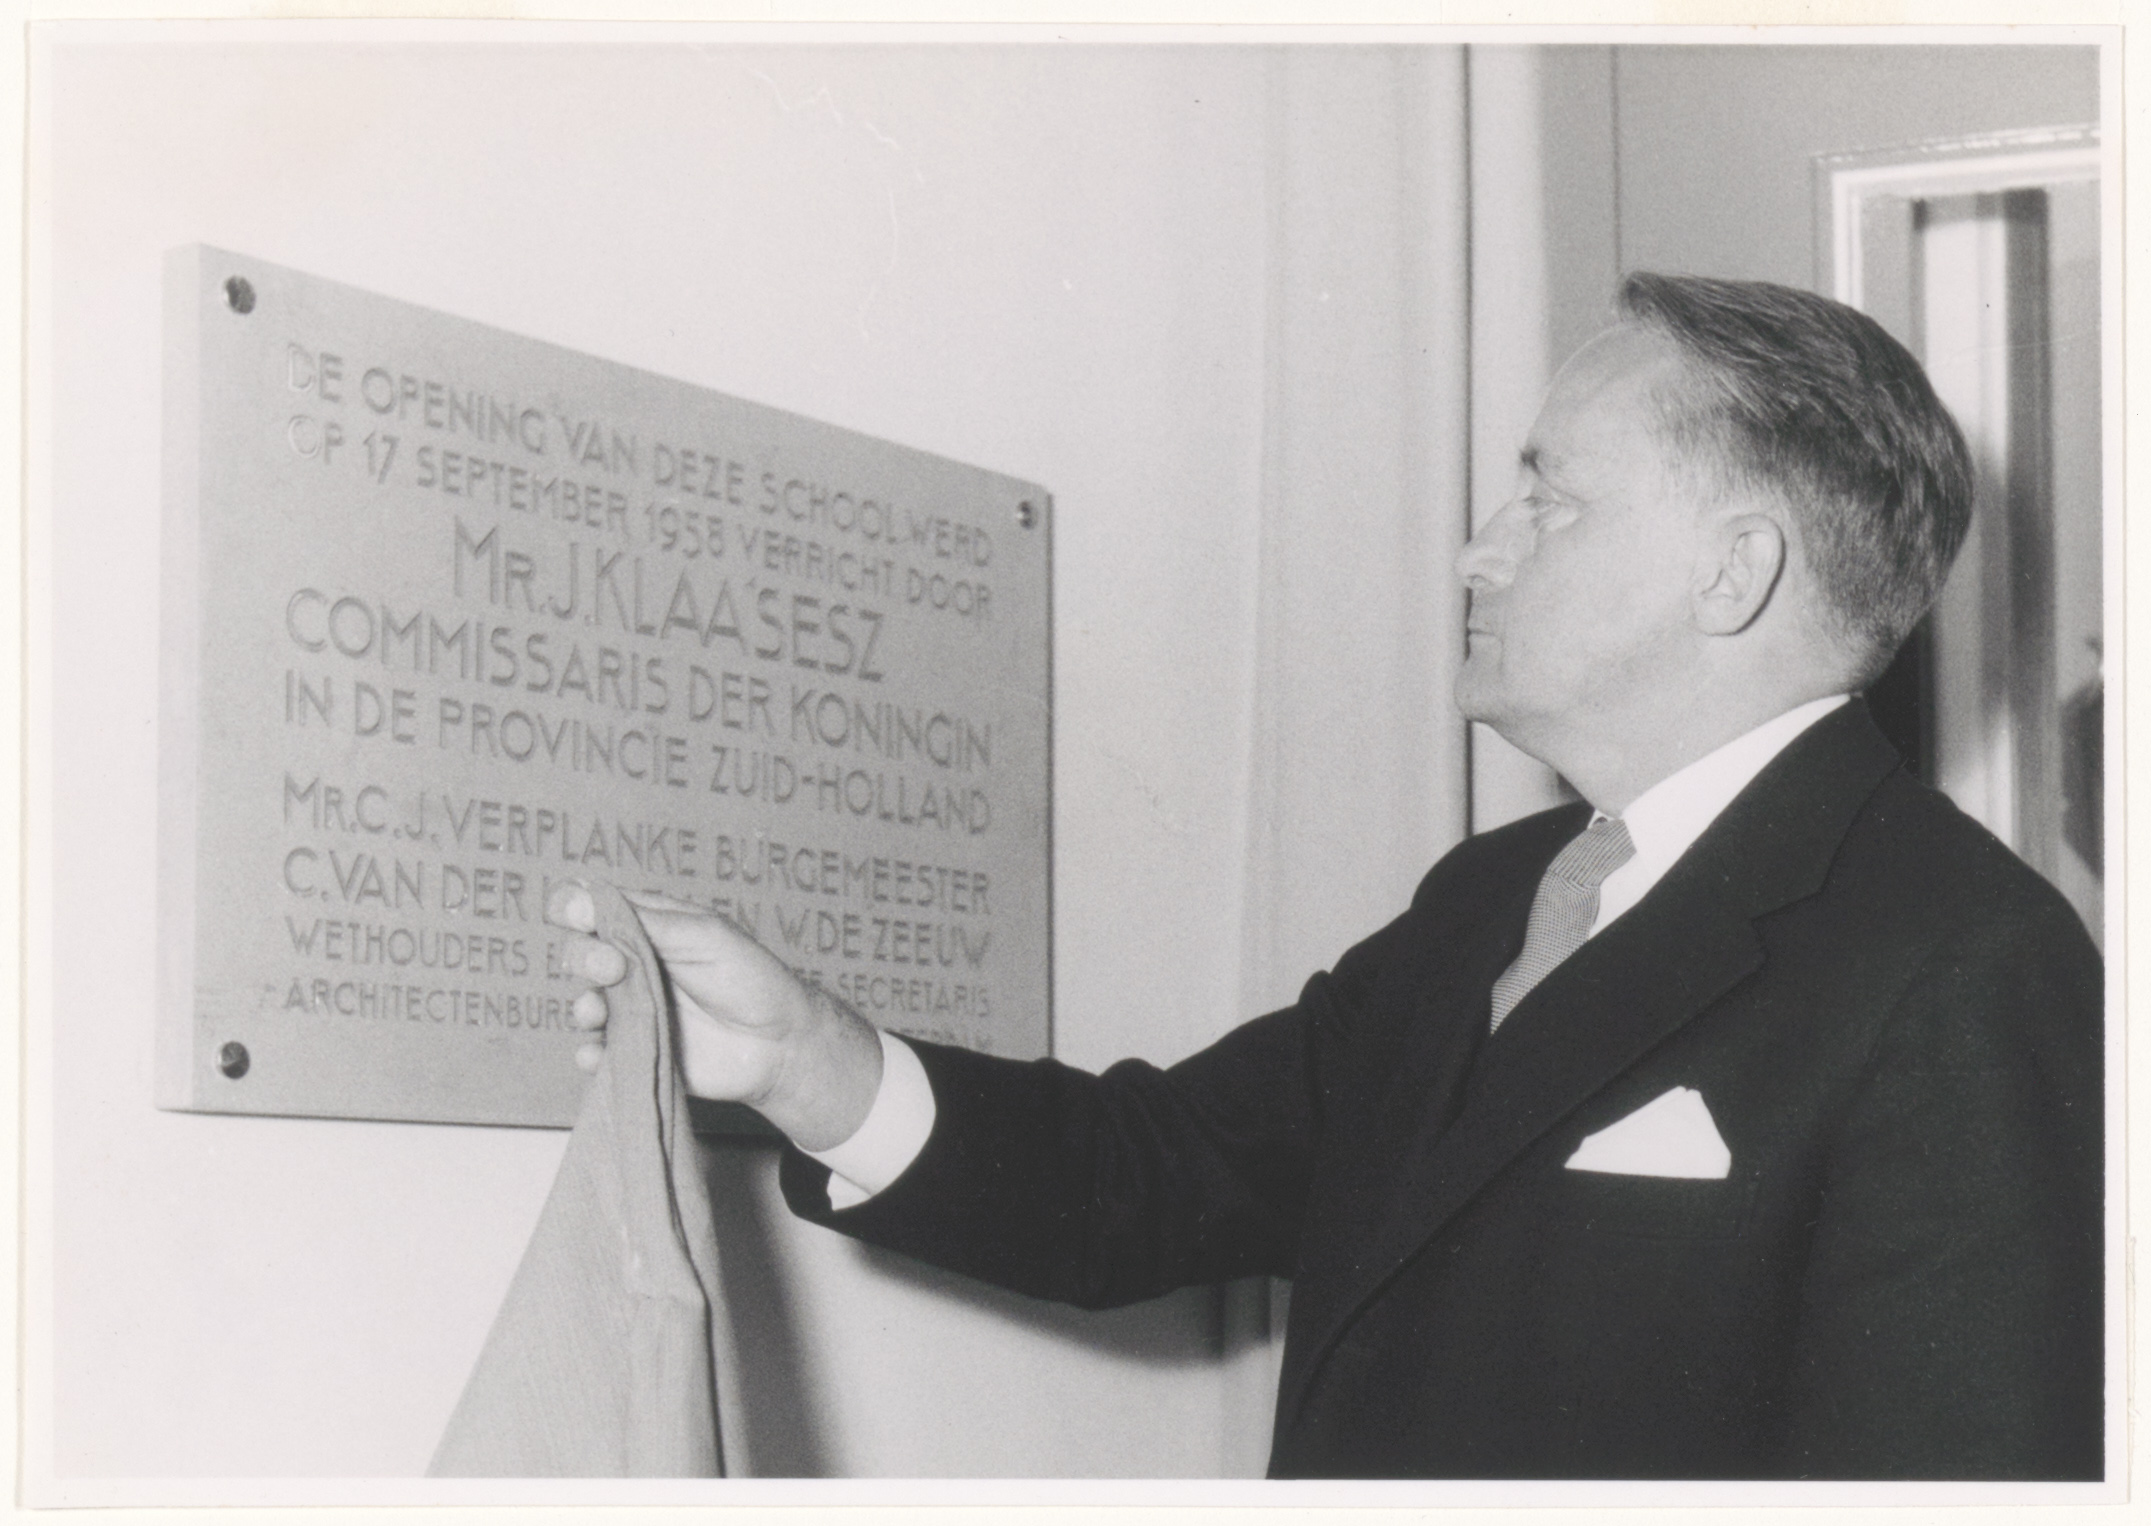 DE OPENING VAN DEZE SCHOOL WERD
OP 17 SEPTEMBER 1958 VERRICHT DOOR
MR. J. KLAASESZ
COMMISSARIS DER KONINGIN
IN DE PROVINCIE ZUID-HOLLAND
MR. C. J. VERPLANKE BURGEMEESTER
C. VAN DER EN W. DE ZEEUW
WETHOUDERS SECRETARIS